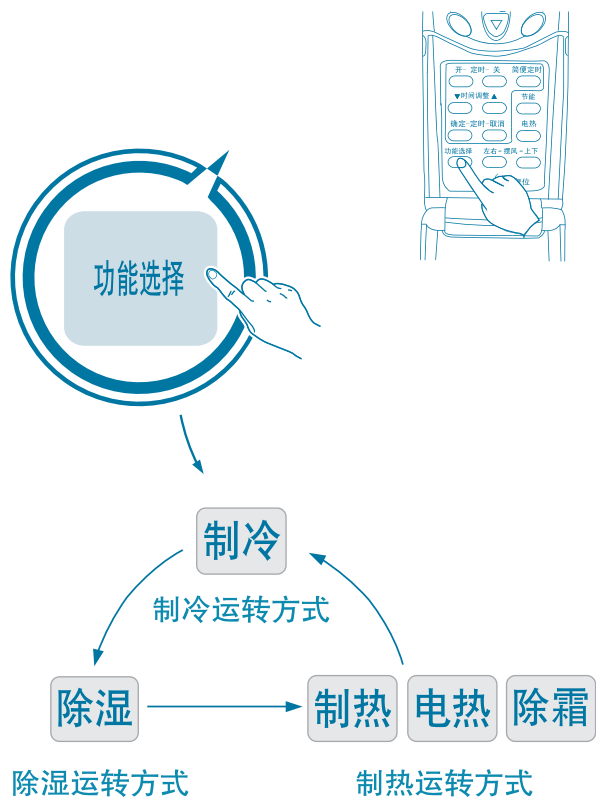 开- 定时- 关 简便定时
▼时间调整▲ 节能
确定-定时-取消 电热
功能选择 左右-摆风-上下
位
功能选择
制冷
制冷运转方式
除湿 制热 电热 除霜
除湿运转方式 制热运转方式